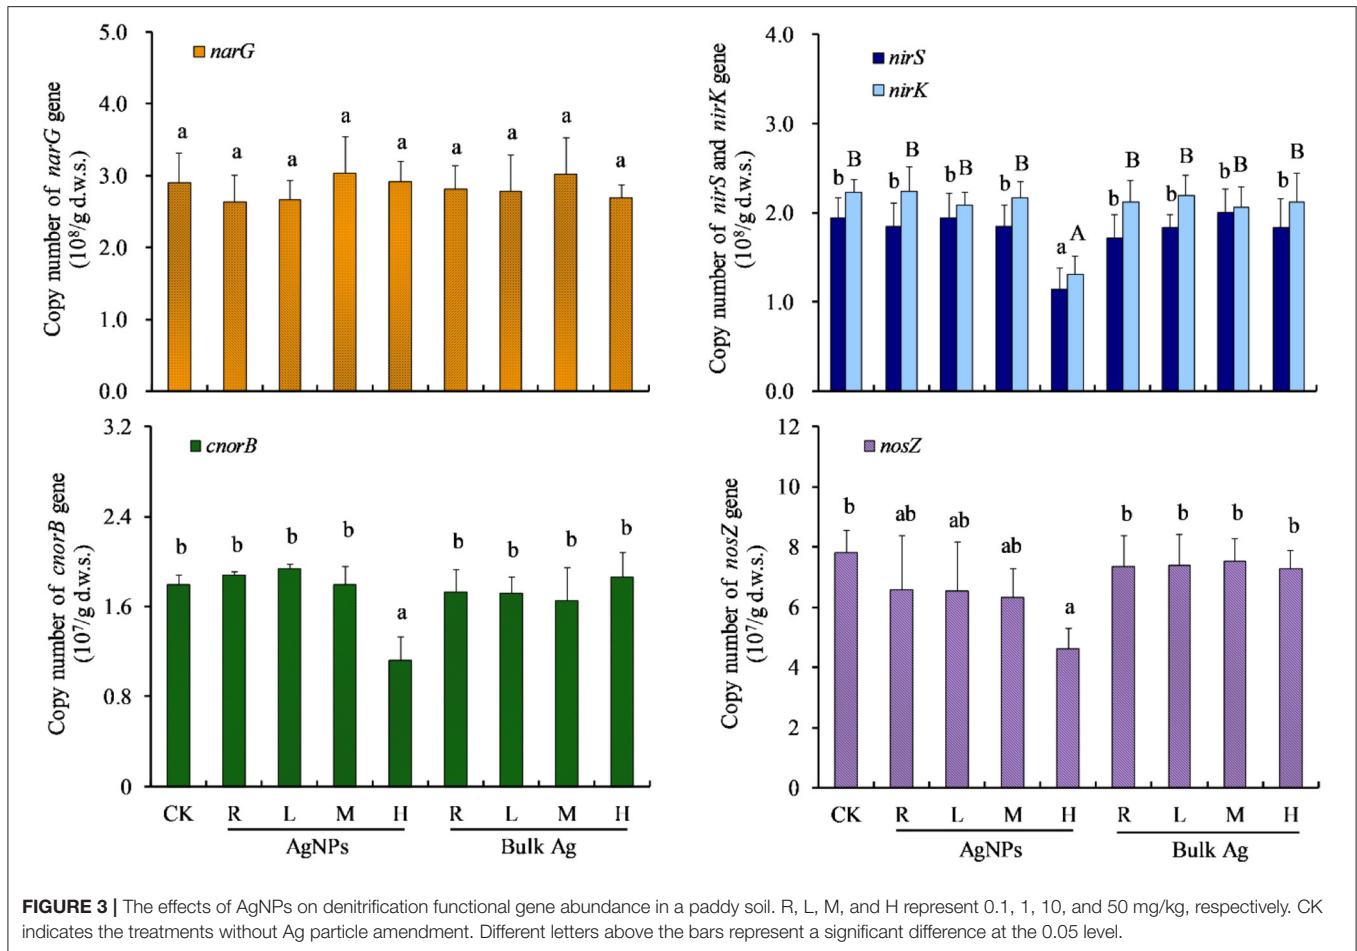 5.0
4.0
3.0
2.0
1.0
0.0
Copy number of narG gene
(10⁸/g d.w.s.)
narG
a a a a a a a a a
4.0
3.0
2.0
1.0
0.0
Copy number of nirS and nirK gene
(10⁸/g d.w.s.)
nirS
nirK
b B b B b B b B a A b B b B b B b B
3.2
2.4
1.6
0.8
0
Copy number of cnorB gene
(10⁷/g d.w.s.)
cnorB
b b b b a b b b b
CK R L M H R L M H
AgNPs Bulk Ag
12
10
8
6
4
2
0
Copy number of nosZ gene
(10⁷/g d.w.s.)
nosZ
b ab ab ab a b b b b
CK R L M H R L M H
AgNPs Bulk Ag
FIGURE 3 | The effects of AgNPs on denitrification functional gene abundance in a paddy soil. R, L, M, and H represent 0.1, 1, 10, and 50 mg/kg, respectively. CK
indicates the treatments without Ag particle amendment. Different letters above the bars represent a significant difference at the 0.05 level.